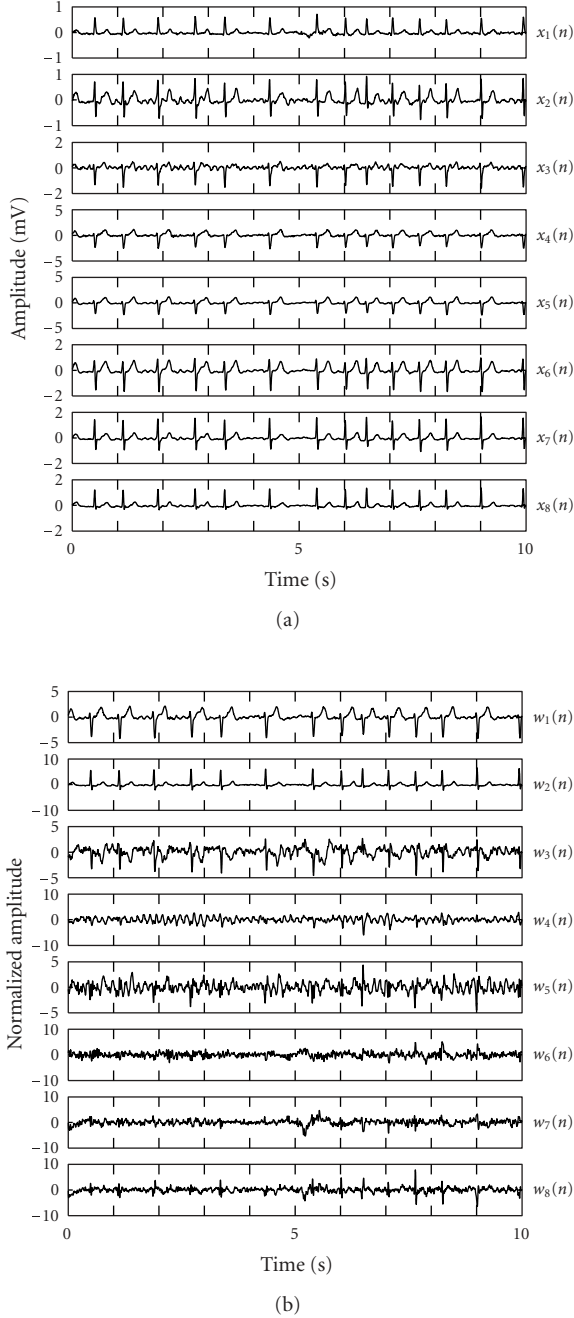 1
0
−1
x1(n)
1
0
−1
x2(n)
2
0
−2
x3(n)
5
0
−5
x4(n)
5
0
−5
x5(n)
2
0
−2
x6(n)
2
0
−2
x7(n)
2
0
−2
x8(n)
Amplitude (mV)
0 5 10
Time (s)
(a)
5
0
−5
w1(n)
10
0
−10
w2(n)
5
0
−5
w3(n)
10
0
−10
w4(n)
5
0
−5
w5(n)
10
0
−10
w6(n)
10
0
−10
w7(n)
10
0
−10
w8(n)
Normalized amplitude
0 5 10
Time (s)
(b)